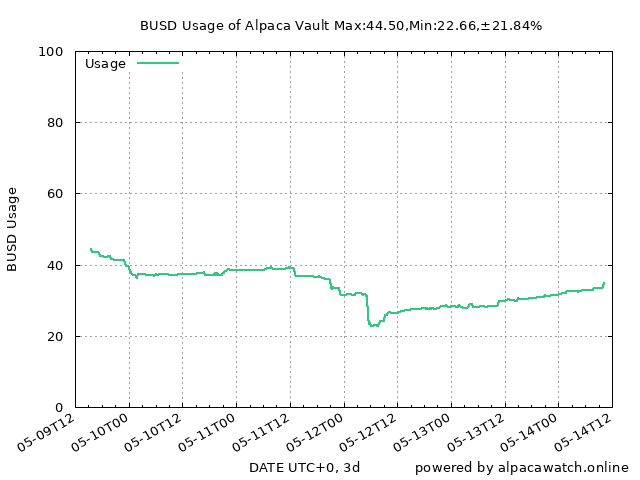 BUSD Usage of Alpaca Vault Max:44.50,Min:22.66,±21.84%
100
Usage
80
60
BUSD Usage
40
20
0
05-09T12 05-10T00 05-10T12 05-11T00 05-11T12 05-12T00 05-12T12 05-13T00 05-13T12 05-14T00 05-14T12
DATE UTC+0, 3d powered by alpacawatch.online